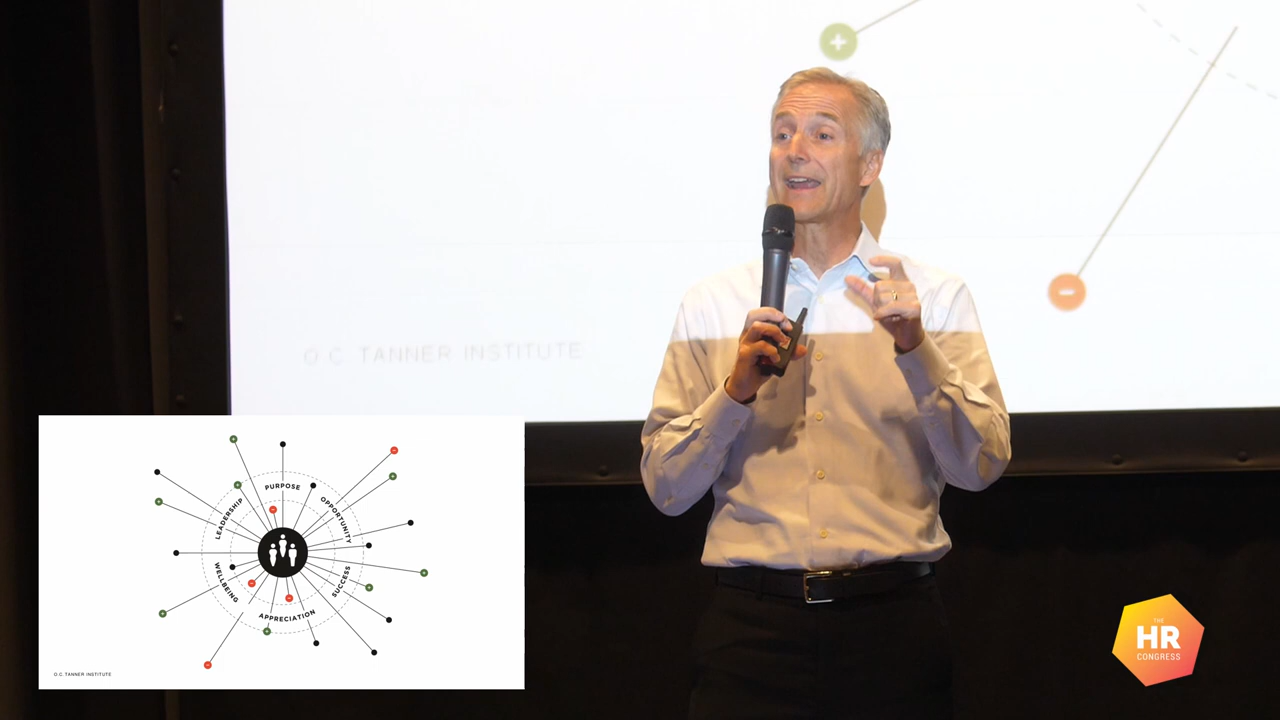 O.C. TANNER INSTITUTE
PURPOSE
OPPORTUNITY
SUCCESS
APPRECIATION
WELLBEING
LEADERSHIP
O.C. TANNER INSTITUTE
THE
HR
CONGRESS